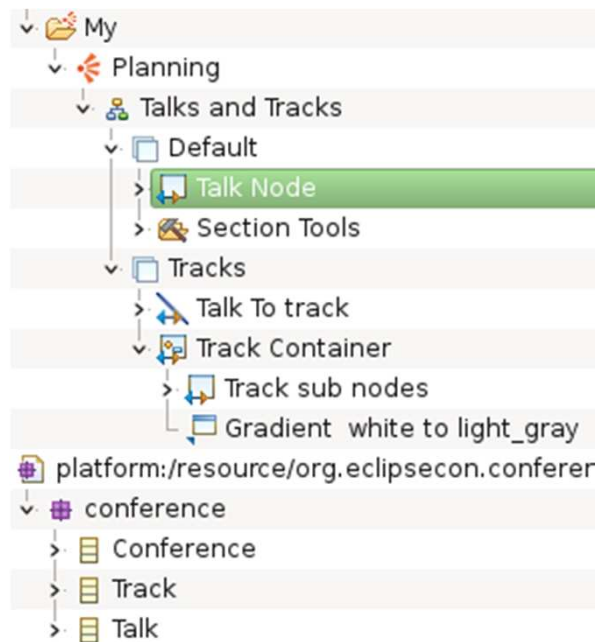 My
Planning
Talks and Tracks
Default
Talk Node
Section Tools
Tracks
Talk To track
Track Container
Track sub nodes
Gradient white to light_gray
platform:/resource/org.eclipsecon.conferen
conference
Conference
Track
Talk